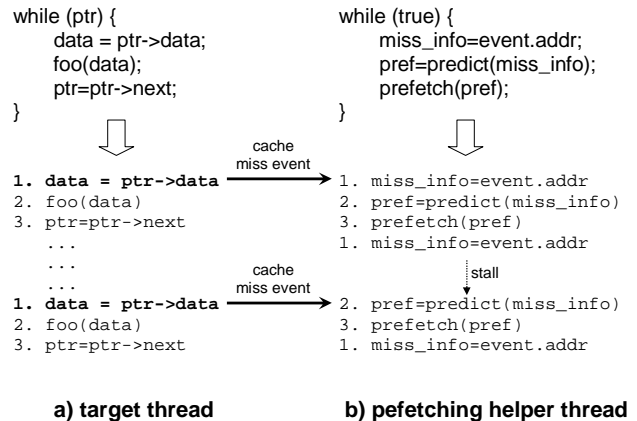 while (ptr) {
data = ptr->data;
foo(data);
ptr=ptr->next;
}
while (true) {
miss_info=event.addr;
pref=predict(miss_info);
prefetch(pref);
}
cache
miss event
1. data = ptr->data
2. foo(data)
3. ptr=ptr->next
...
...
...
1. data = ptr->data
2. foo(data)
3. ptr=ptr->next
1. miss_info=event.addr
2. pref=predict(miss_info)
3. prefetch(pref)
1. miss_info=event.addr
stall
cache
miss event
2. pref=predict(miss_info)
3. prefetch(pref)
1. miss_info=event.addr
a) target thread
b) pefetching helper thread